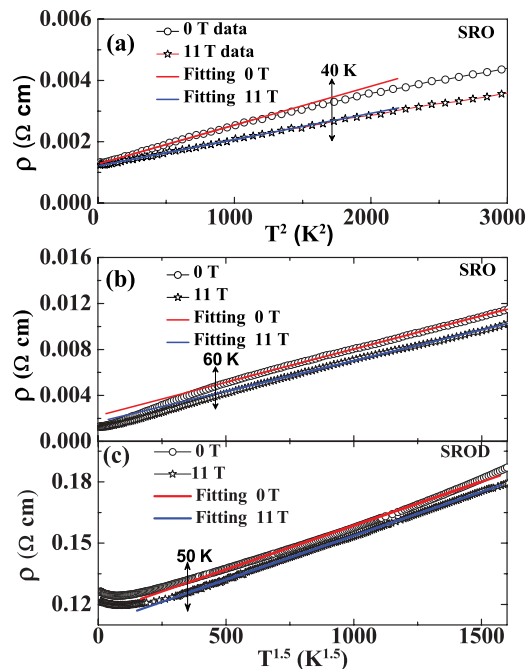 (a)
0 T data
SRO
11 T data
Fitting 0 T
40 K
Fitting 11 T
0.006
0.004
0.002
0.000
ρ (Ω cm)
0 1000 2000 3000
T² (K²)
(b)
0 T
SRO
11 T
Fitting 0 T
Fitting 11 T
60 K
0.016
0.012
0.008
0.004
0.000
ρ (Ω cm)
(c)
0 T
SROD
11 T
Fitting 0 T
Fitting 11 T
50 K
0.18
0.15
0.12
ρ (Ω cm)
0 500 1000 1500
T¹·⁵ (K¹·⁵)